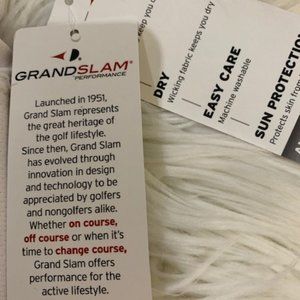 GRANDSLAM®
PERFORMANCE
Launched in 1951,
Grand Slam represents
the great heritage of
the golf lifestyle.
Since then, Grand Slam
has evolved through
innovation in design
and technology to be
appreciated by golfers
and nongolfers alike.
Whether on course,
off course or when it's
time to change course,
Grand Slam offers
performance for the
active lifestyle.
DRY
Wicking fabric keeps you dry
EASY CARE
Machine washable
SUN PROTECTION
Protects skin from